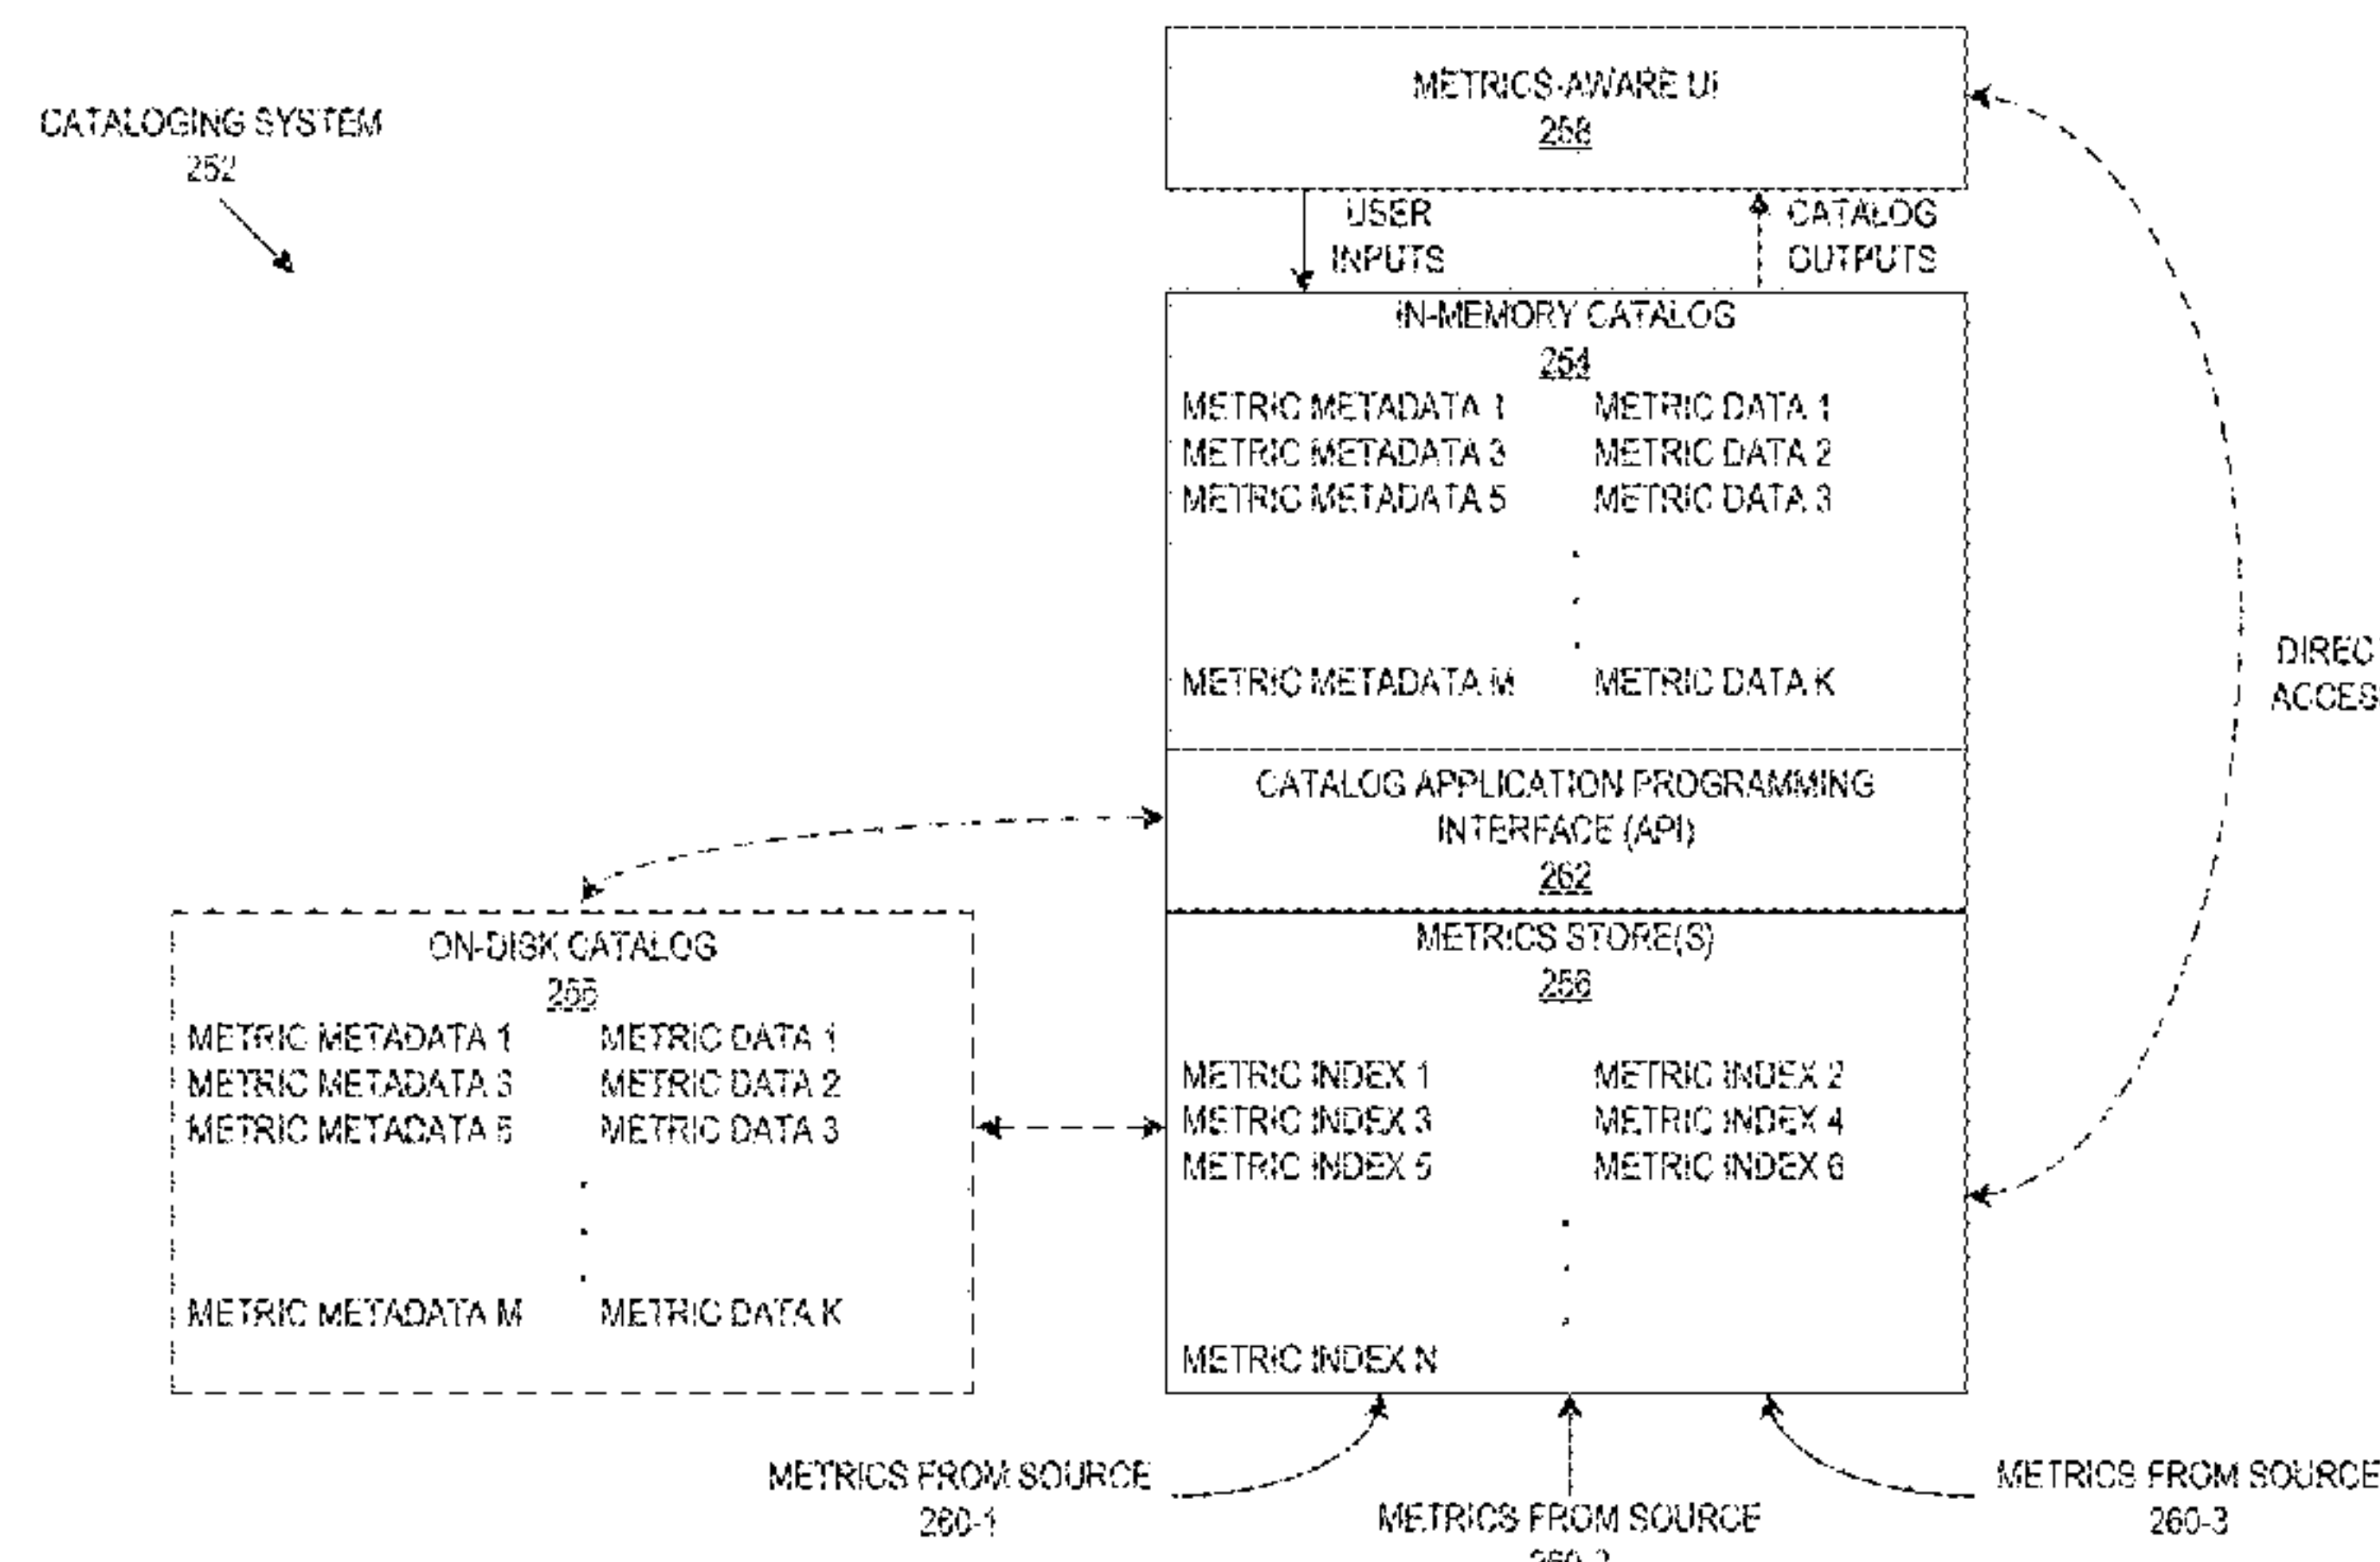 METRICS-AWARE UI
258
CATALOGING SYSTEM
252
USER
INPUTS
CATALOG
OUTPUTS
IN-MEMORY CATALOG
254
METRIC METADATA 1 METRIC DATA 1
METRIC METADATA 3 METRIC DATA 2
METRIC METADATA 5 METRIC DATA 3
METRIC METADATA M METRIC DATA K
DIREC
ACCES
CATALOG APPLICATION PROGRAMMING
INTERFACE (API)
262
ON-DISK CATALOG
255
METRIC METADATA 1 METRIC DATA 1
METRIC METADATA 3 METRIC DATA 2
METRIC METADATA 5 METRIC DATA 3
METRIC METADATA M METRIC DATA K
METRICS STORE(S)
256
METRIC INDEX 1 METRIC INDEX 2
METRIC INDEX 3 METRIC INDEX 4
METRIC INDEX 5 METRIC INDEX 6
METRIC INDEX N
METRICS FROM SOURCE
260-1
METRICS FROM SOURCE
260-2
METRICS FROM SOURCE
260-3